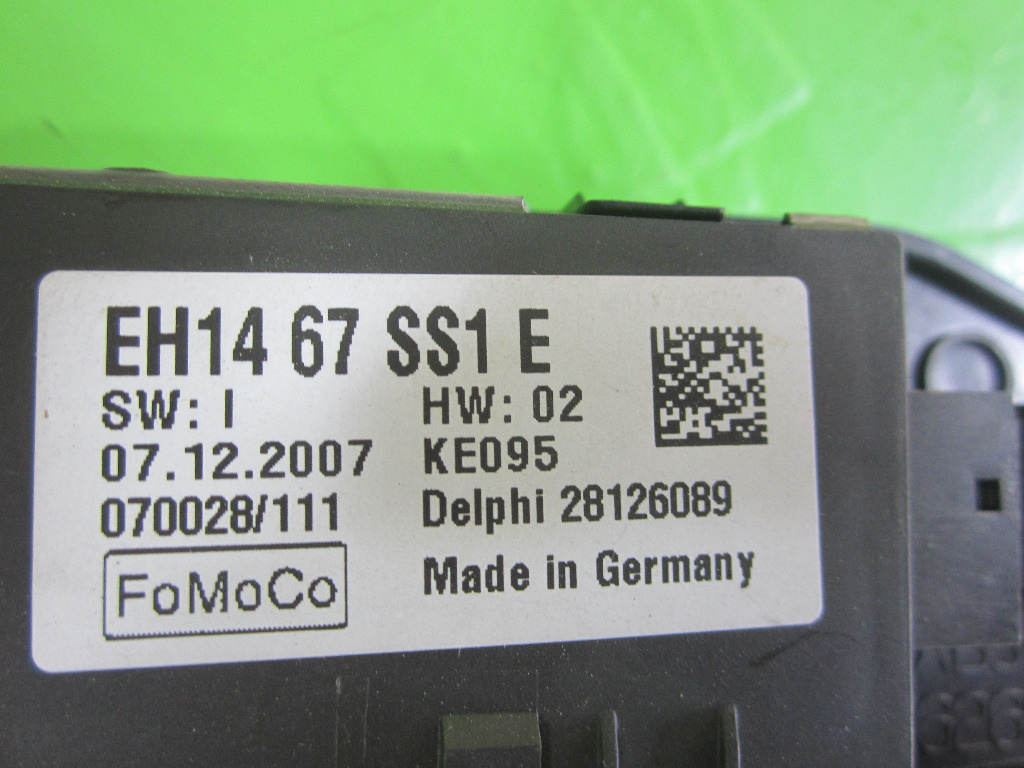 EH14 67 SS1 E
SW: I HW: 02
07.12.2007 KE095
070028/111 Delphi 28126089
FoMoCo Made in Germany